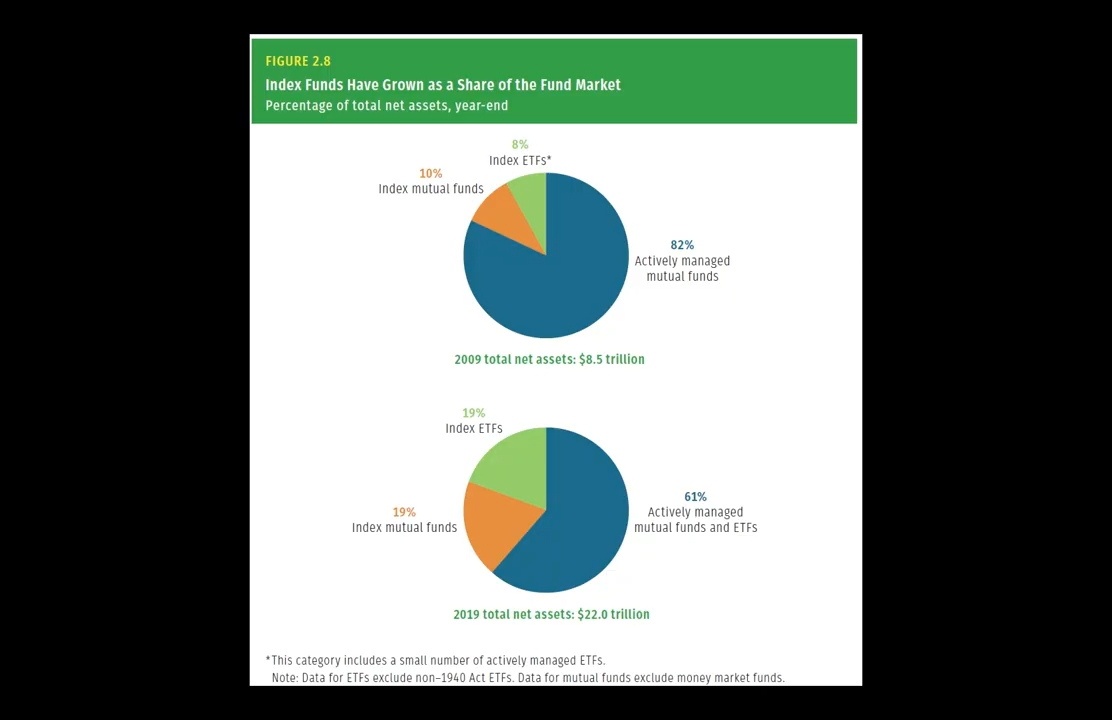 FIGURE 2.8
Index Funds Have Grown as a Share of the Fund Market
Percentage of total net assets, year-end
8%
Index ETFs*
10%
Index mutual funds
82%
Actively managed
mutual funds
2009 total net assets: $8.5 trillion
19%
Index ETFs
19%
Index mutual funds
61%
Actively managed
mutual funds and ETFs
2019 total net assets: $22.0 trillion
*This category includes a small number of actively managed ETFs.
Note: Data for ETFs exclude non–1940 Act ETFs. Data for mutual funds exclude money market funds.